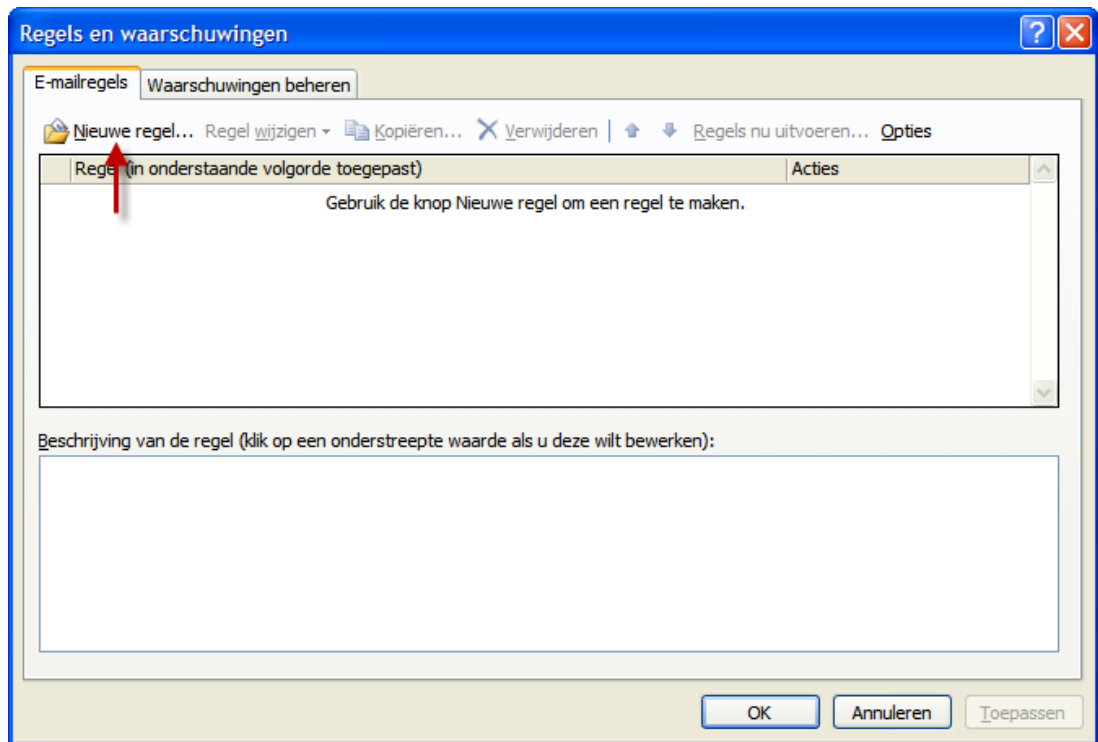 Regels en waarschuwingen
E-mailregels Waarschuwingen beheren
Nieuwe regel... Regel wijzigen Kopiëren... Verwijderen Regels nu uitvoeren... Opties
Regel (in onderstaande volgorde toegepast) Acties
Gebruik de knop Nieuwe regel om een regel te maken.
Beschrijving van de regel (klik op een onderstreepte waarde als u deze wilt bewerken):
OK Annuleren Toepassen